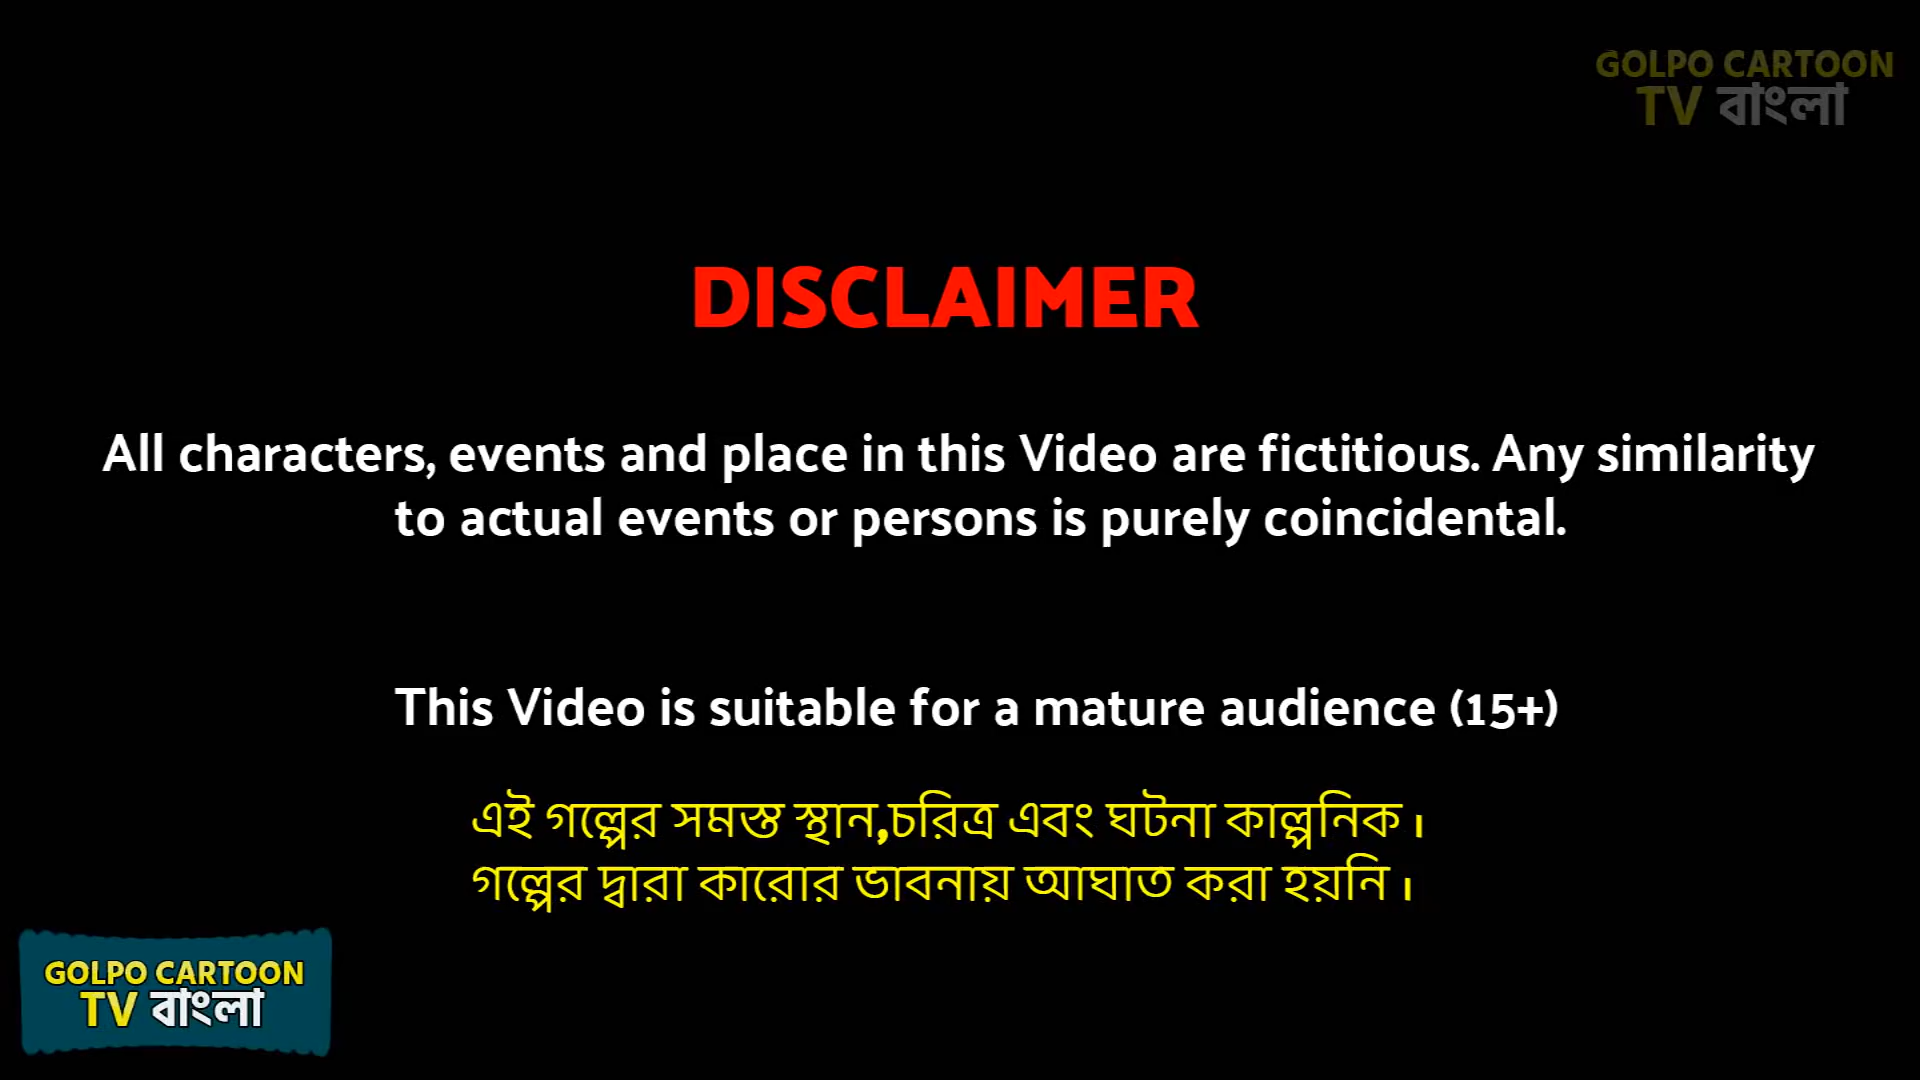 GOLPO CARTOON
TV বাংলা
DISCLAIMER
All characters, events and place in this Video are fictitious. Any similarity
to actual events or persons is purely coincidental.
This Video is suitable for a mature audience (15+)
এই গল্পের সমস্ত স্থান,চরিত্র এবং ঘটনা কাল্পনিক।
গল্পের দ্বারা কারোর ভাবনায় আঘাত করা হয়নি।
GOLPO CARTOON
TV বাংলা